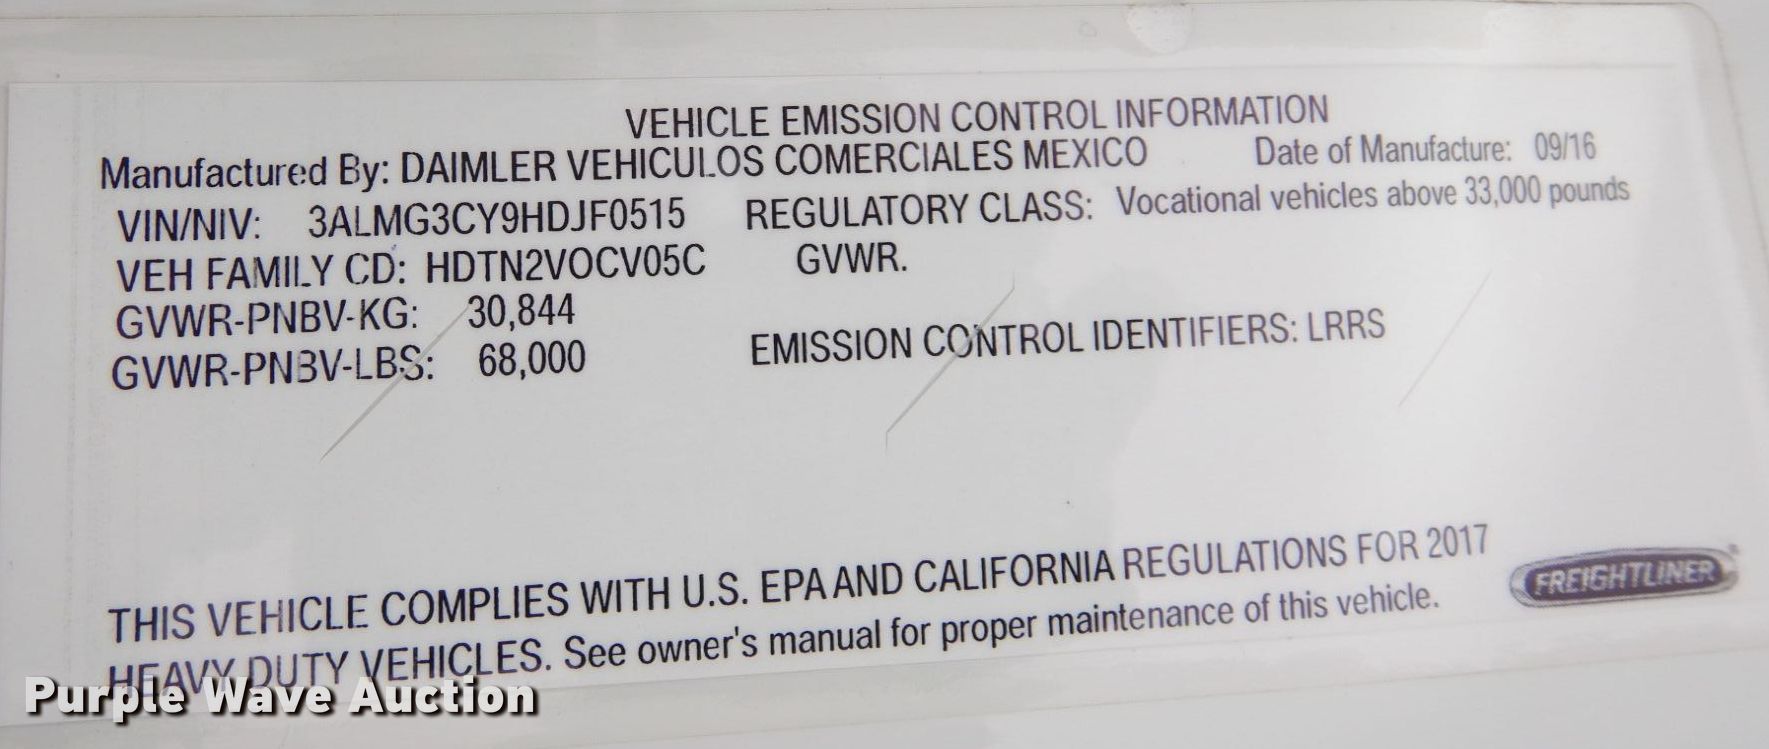 VEHICLE EMISSION CONTROL INFORMATION
Manufactured By: DAIMLER VEHICULOS COMERCIALES MEXICO Date of Manufacture: 09/16
VIN/NIV: 3ALMG3CY9HDJF0515 REGULATORY CLASS: Vocational vehicles above 33,000 pounds
VEH FAMILY CD: HDTN2VOCV05C GVWR.
GVWR-PNBV-KG: 30,844
GVWR-PNBV-LBS: 68,000 EMISSION CONTROL IDENTIFIERS: LRRS
THIS VEHICLE COMPLIES WITH U.S. EPA AND CALIFORNIA REGULATIONS FOR 2017
HEAVY DUTY VEHICLES. See owner's manual for proper maintenance of this vehicle.
FREIGHTLINER
Purple Wave Auction